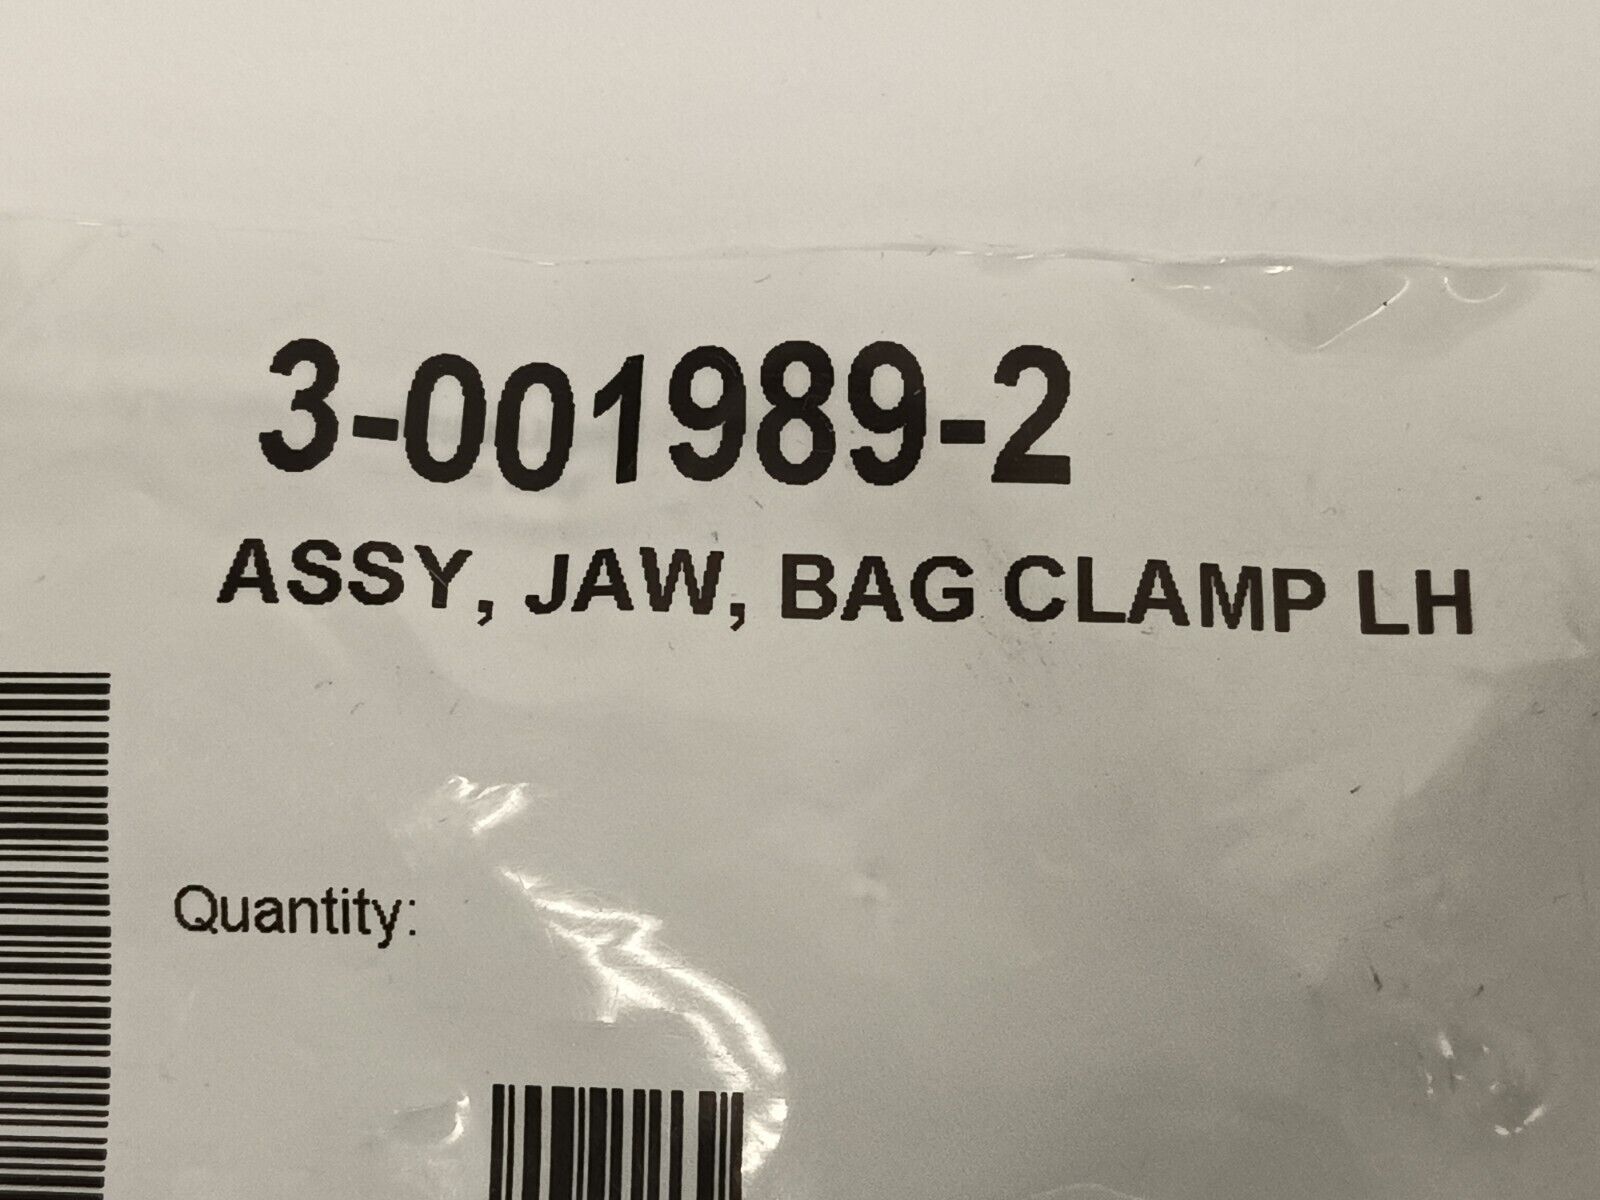 3-001989-2
ASSY, JAW, BAG CLAMP LH
Quantity: